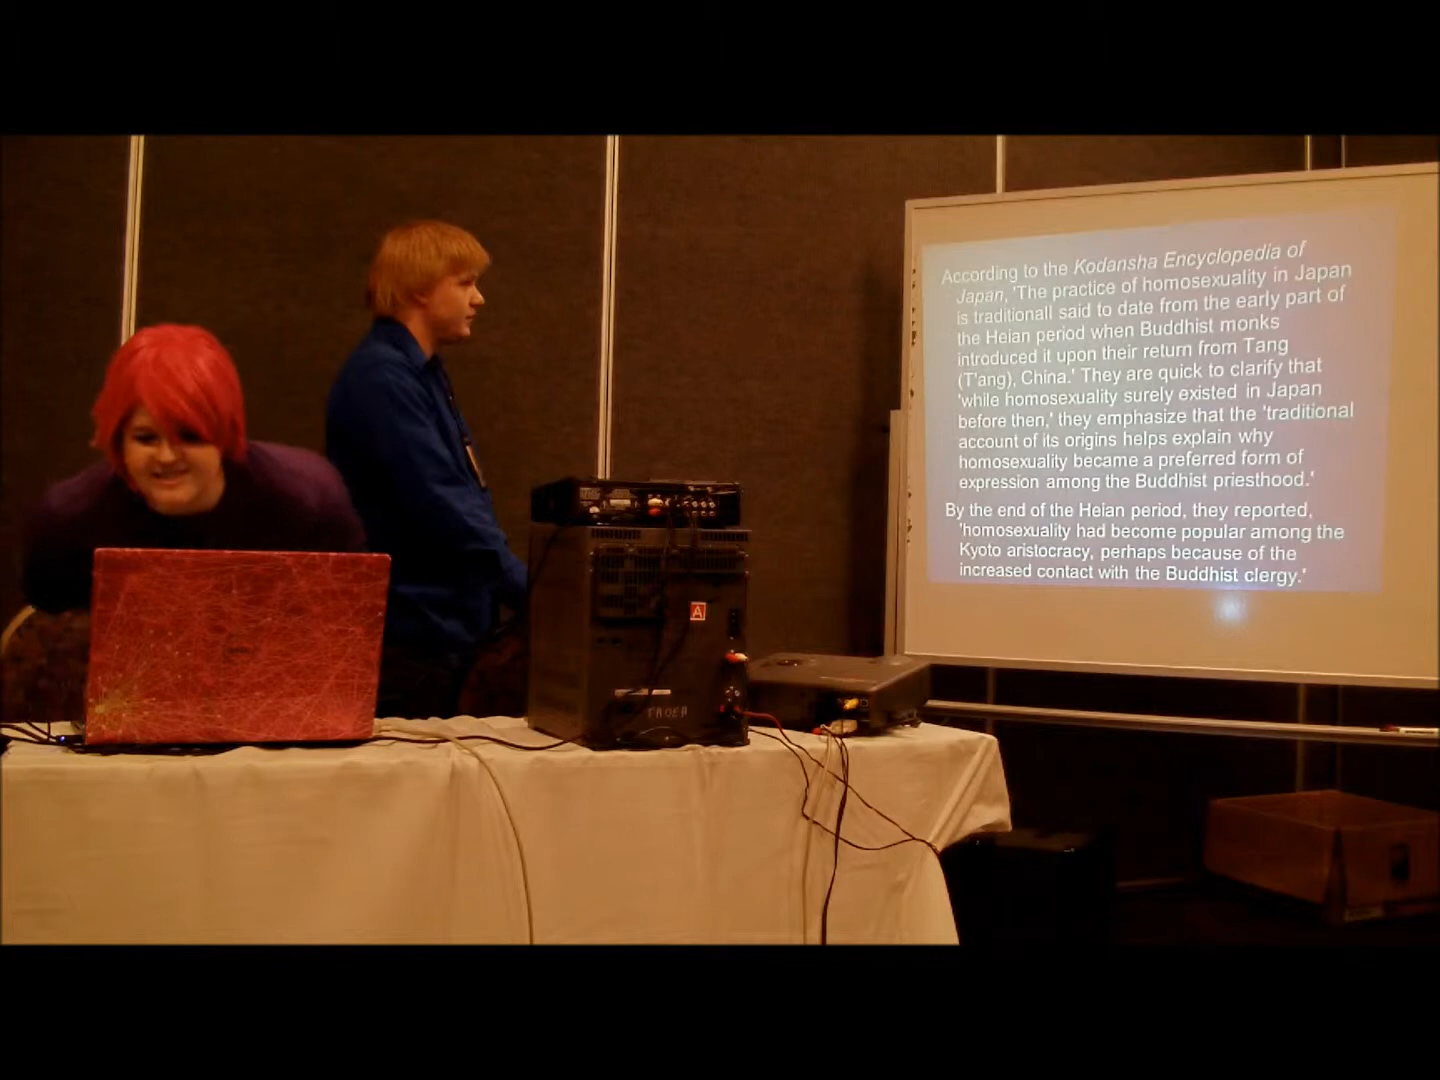 According to the Kodansha Encyclopedia of
Japan, 'The practice of homosexuality in Japan
is traditionall said to date from the early part of
the Heian period when Buddhist monks
introduced it upon their return from Tang
(T'ang), China.' They are quick to clarify that
'while homosexuality surely existed in Japan
before then,' they emphasize that the 'traditional
account of its origins helps explain why
homosexuality became a preferred form of
expression among the Buddhist priesthood.'
By the end of the Heian period, they reported,
'homosexuality had become popular among the
Kyoto aristocracy, perhaps because of the
increased contact with the Buddhist clergy.'
A